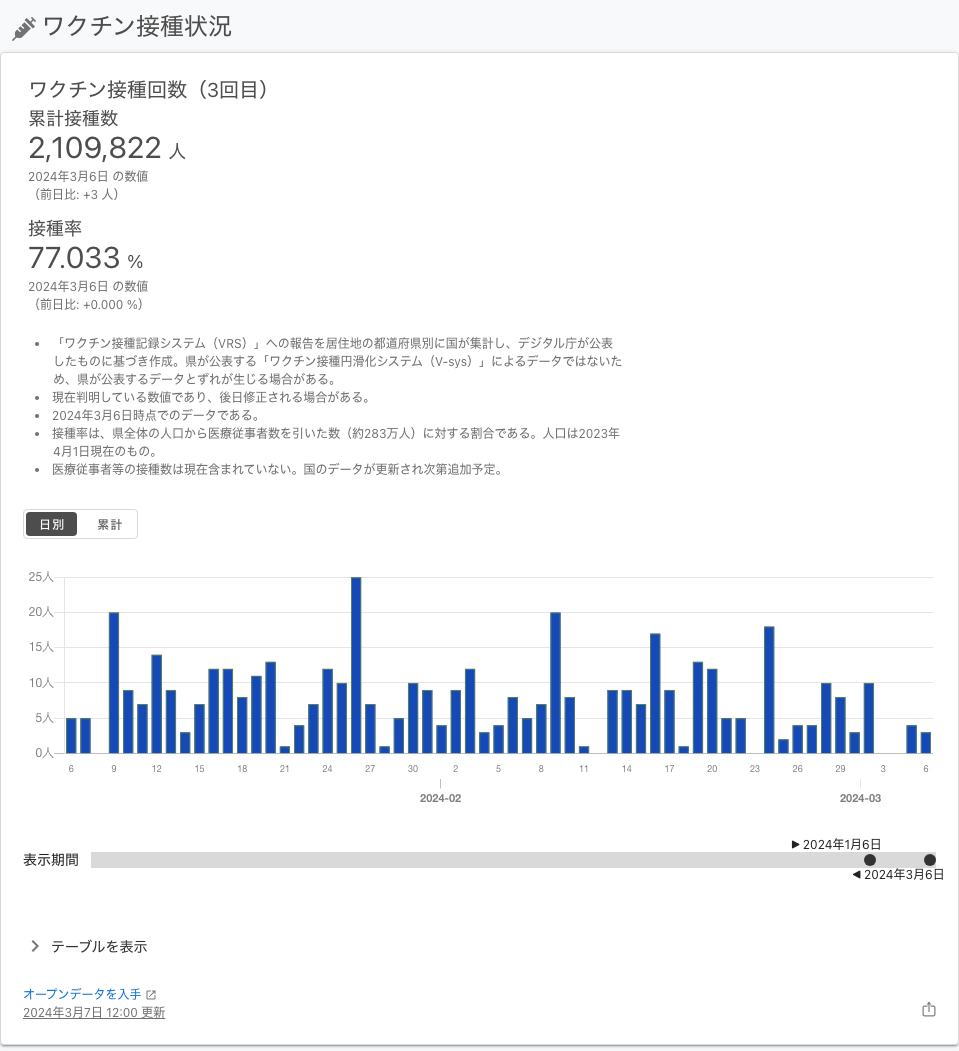 ワクチン接種状況
ワクチン接種回数（3回目）
累計接種数
2,109,822 人
2024年3月6日 の数値
（前日比: +3 人）
接種率
77.033 %
2024年3月6日 の数値
（前日比: +0.000 %）
• 「ワクチン接種記録システム（VRS）」への報告を居住地の都道府県別に国が集計し、デジタル庁が公表
したものに基づき作成。県が公表する「ワクチン接種円滑化システム（V-sys）」によるデータではないた
め、県が公表するデータとずれが生じる場合がある。
• 現在判明している数値であり、後日修正される場合がある。
• 2024年3月6日時点でのデータである。
• 接種率は、県全体の人口から医療従事者数を引いた数（約283万人）に対する割合である。人口は2023年
4月1日現在のもの。
• 医療従事者等の接種数は現在含まれていない。国のデータが更新され次第追加予定。
日別 累計
25人
20人
15人
10人
5人
0人
6 9 12 15 18 21 24 27 30 2 5 8 11 14 17 20 23 26 29 3 6
2024-02 2024-03
▶ 2024年1月6日
表示期間
◀ 2024年3月6日
テーブルを表示
オープンデータを入手
2024年3月7日 12:00 更新